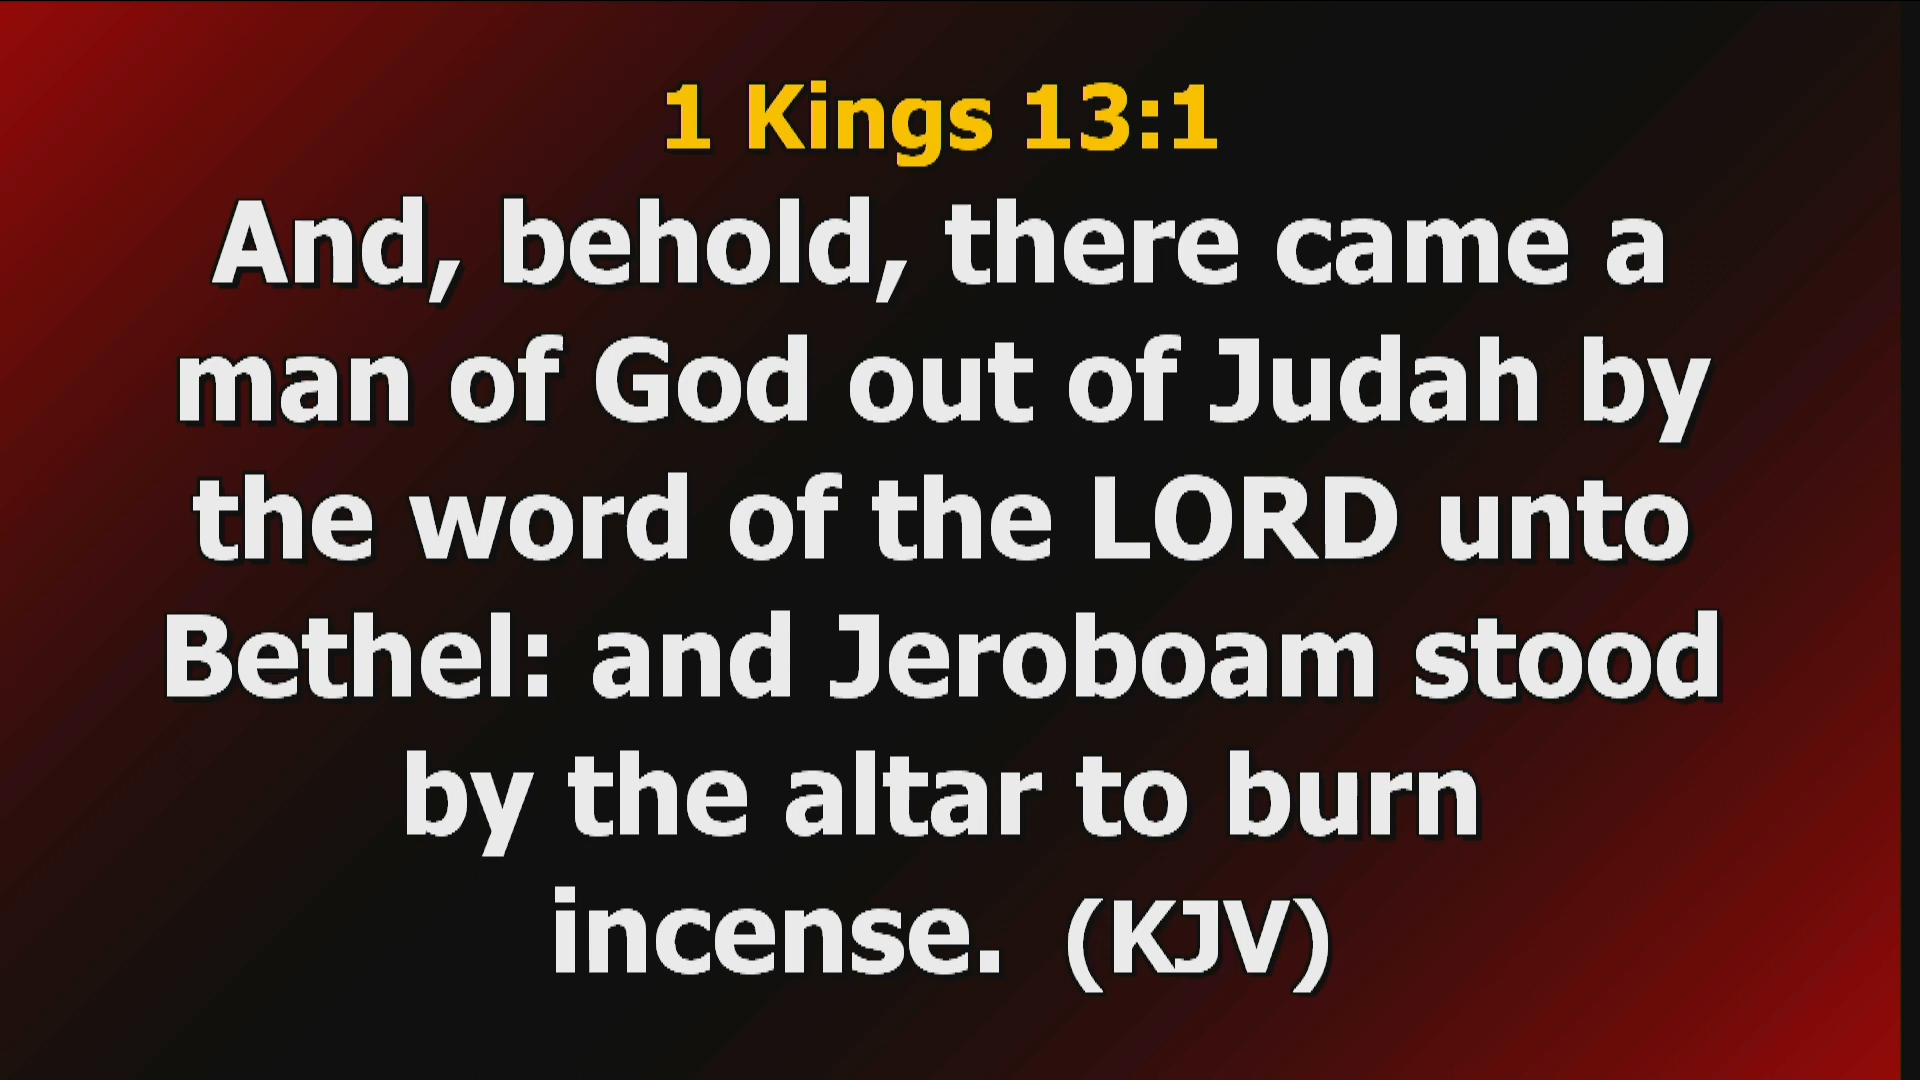 1 Kings 13:1
And, behold, there came a
man of God out of Judah by
the word of the LORD unto
Bethel: and Jeroboam stood
by the altar to burn
incense.  (KJV)